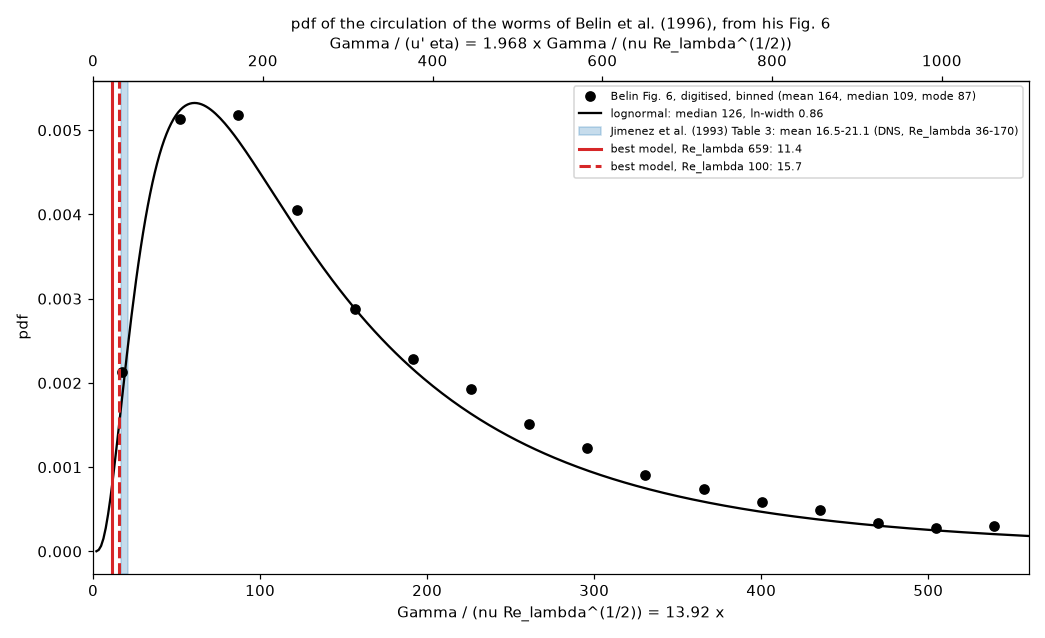 pdf of the circulation of the worms of Belin et al. (1996), from his Fig. 6
Gamma / (u' eta) = 1.968 x Gamma / (nu Re_lambda^(1/2))
0 200 400 600 800 1000
Belin Fig. 6, digitised, binned (mean 164, median 109, mode 87)
lognormal: median 126, ln-width 0.86
Jimenez et al. (1993) Table 3: mean 16.5-21.1 (DNS, Re_lambda 36-170)
best model, Re_lambda 659: 11.4
best model, Re_lambda 100: 15.7
pdf
0.005
0.004
0.003
0.002
0.001
0.000
0 100 200 300 400 500
Gamma / (nu Re_lambda^(1/2)) = 13.92 x